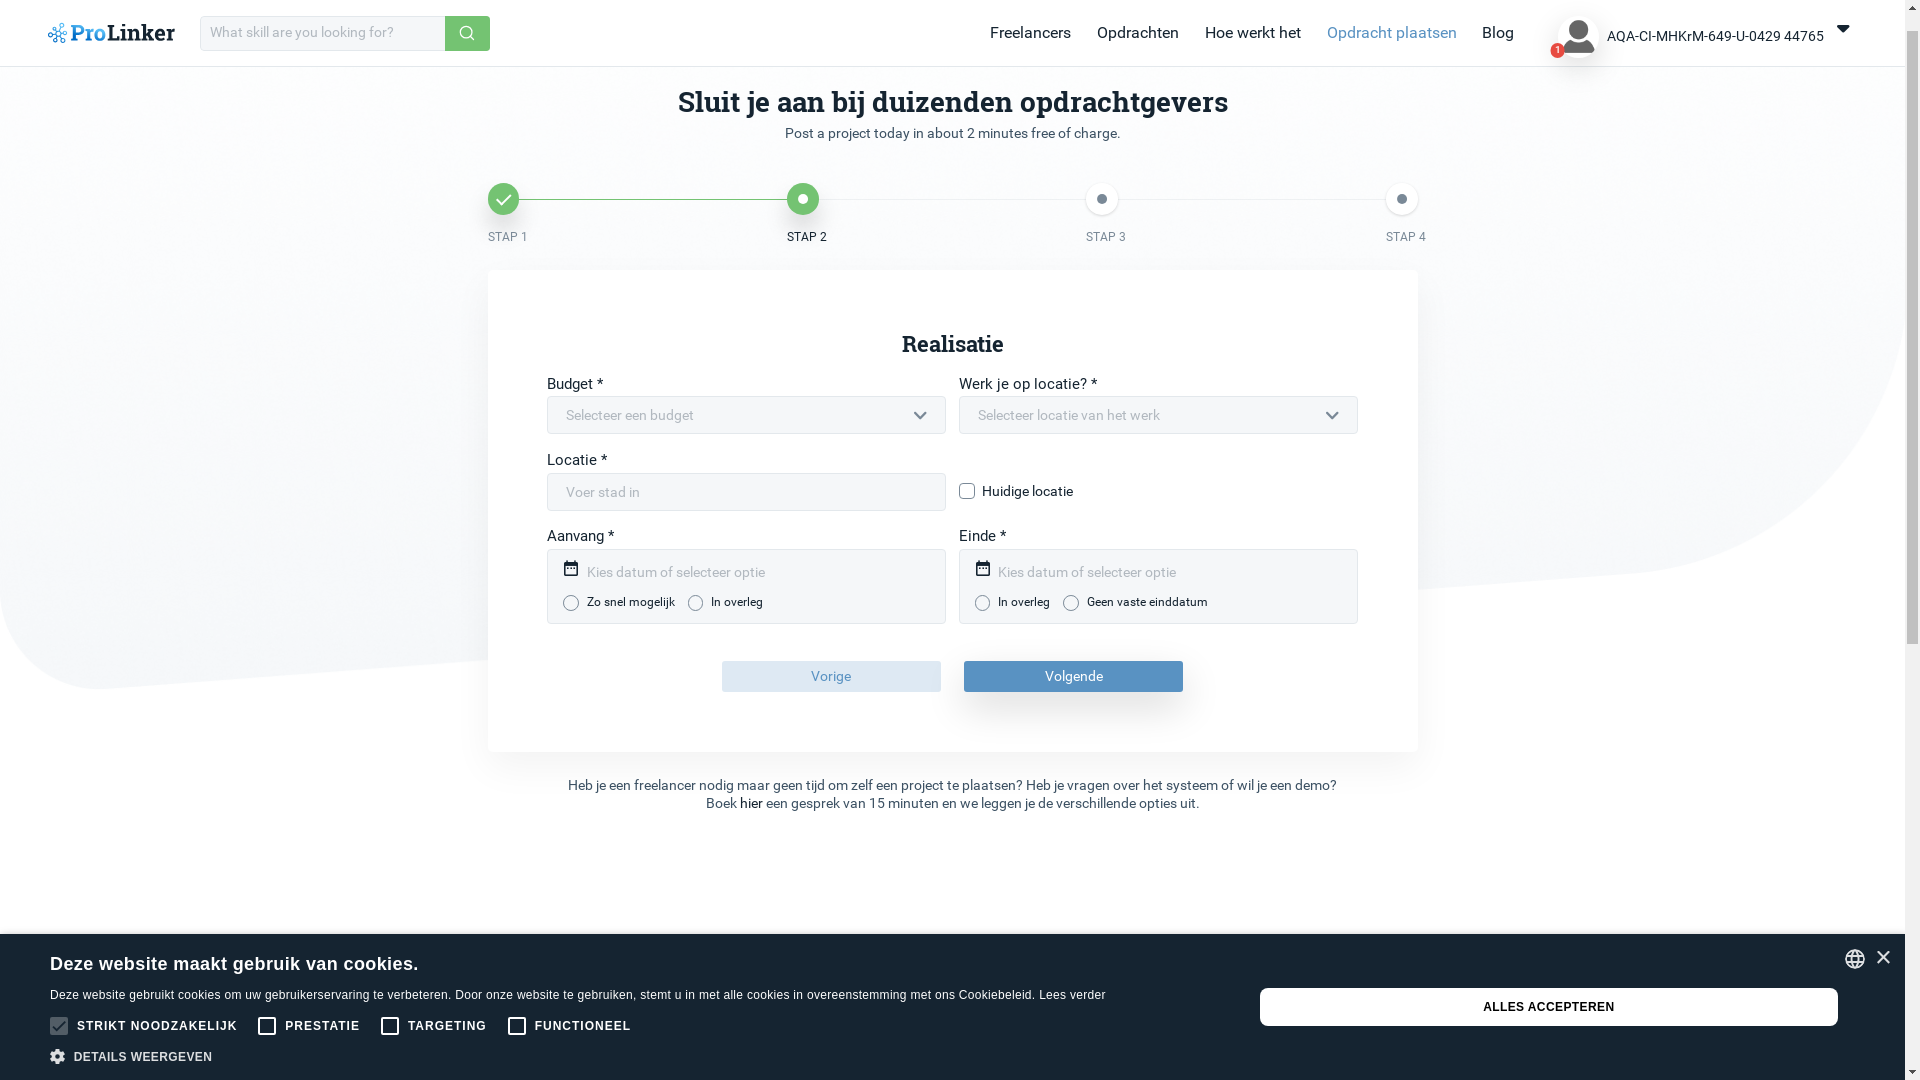 ProLinker
What skill are you looking for?
Freelancers
Opdrachten
Hoe werkt het
Opdracht plaatsen
Blog
1
AQA-CI-MHKrM-649-U-0429 44765
Sluit je aan bij duizenden opdrachtgevers
Post a project today in about 2 minutes free of charge.
STAP 1
STAP 2
STAP 3
STAP 4
Realisatie
Budget *
Werk je op locatie? *
Selecteer een budget
Selecteer locatie van het werk
Locatie *
Voer stad in
Huidige locatie
Aanvang *
Einde *
Kies datum of selecteer optie
Kies datum of selecteer optie
Zo snel mogelijk
In overleg
In overleg
Geen vaste einddatum
Vorige
Volgende
Heb je een freelancer nodig maar geen tijd om zelf een project te plaatsen? Heb je vragen over het systeem of wil je een demo?
Boek hier een gesprek van 15 minuten en we leggen je de verschillende opties uit.
Deze website maakt gebruik van cookies.
Deze website gebruikt cookies om uw gebruikerservaring te verbeteren. Door onze website te gebruiken, stemt u in met alle cookies in overeenstemming met ons Cookiebeleid. Lees verder
STRIKT NOODZAKELIJK
PRESTATIE
TARGETING
FUNCTIONEEL
DETAILS WEERGEVEN
ALLES ACCEPTEREN